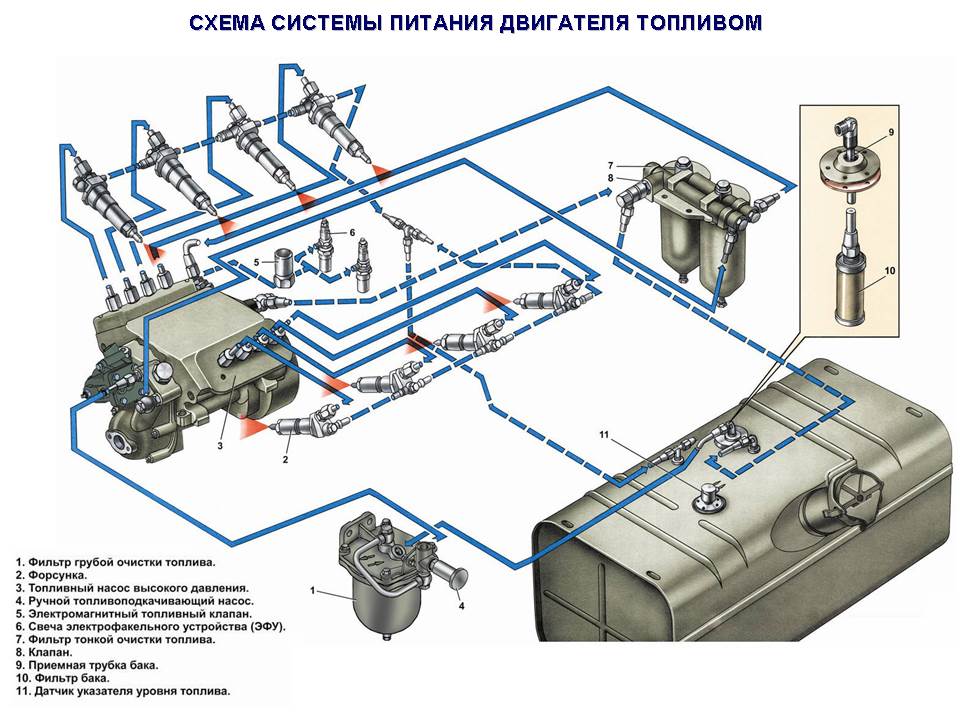 СХЕМА СИСТЕМЫ ПИТАНИЯ ДВИГАТЕЛЯ ТОПЛИВОМ
9
7
8
6
5
10
11
3
2
1
4
1. Фильтр грубой очистки топлива.
2. Форсунка.
3. Топливный насос высокого давления.
4. Ручной топливоподкачивающий насос.
5. Электромагнитный топливный клапан.
6. Свеча электрофакельного устройства (ЭФУ).
7. Фильтр тонкой очистки топлива.
8. Клапан.
9. Приемная трубка бака.
10. Фильтр бака.
11. Датчик указателя уровня топлива.